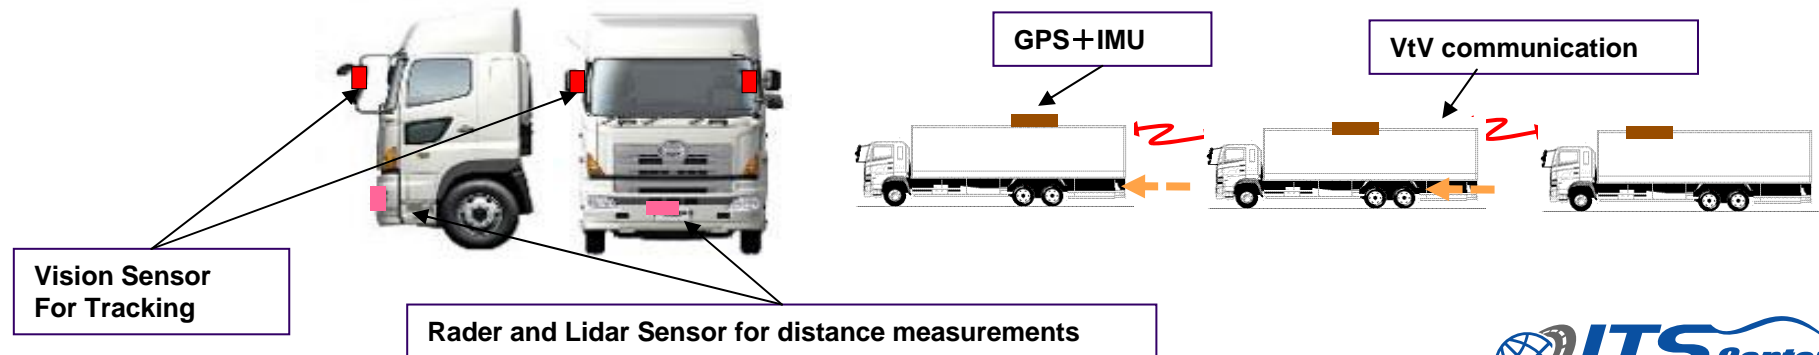 GPS＋IMU
VtV communication
Vision Sensor
For Tracking
Rader and Lidar Sensor for distance measurements
ITS